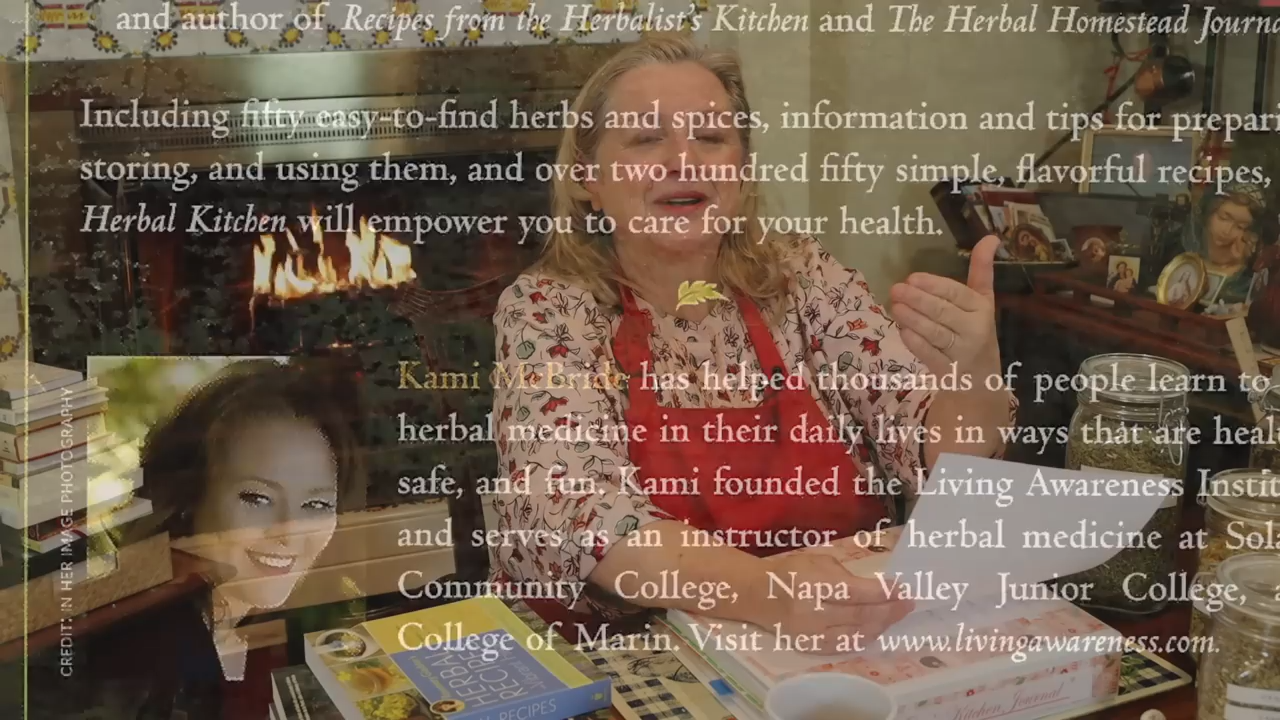 and author of Recipes from the Herbalist's Kitchen and The Herbal Homestead Journa
Including fifty easy-to-find herbs and spices, information and tips for prepari
storing, and using them, and over two hundred fifty simple, flavorful recipes,
Herbal Kitchen will empower you to care for your health.
Kami McBride has helped thousands of people learn to
herbal medicine in their daily lives in ways that are heal
safe, and fun. Kami founded the Living Awareness Instit
and serves as an instructor of herbal medicine at Sola
Community College, Napa Valley Junior College, a
College of Marin. Visit her at www.livingawareness.com.
CREDIT: IN HER IMAGE PHOTOGRAPHY
HERBAL
RECI
RECIPES
Kitchen Journal